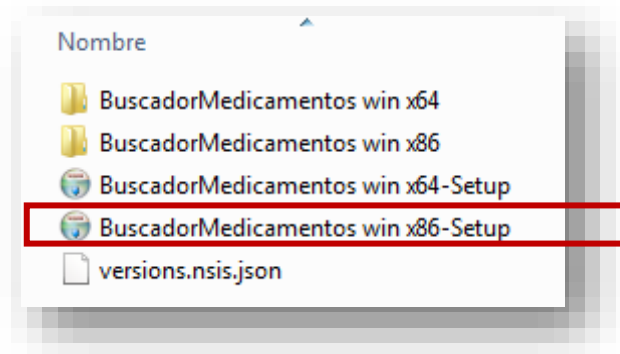 Nombre
BuscadorMedicamentos win x64
BuscadorMedicamentos win x86
BuscadorMedicamentos win x64-Setup
BuscadorMedicamentos win x86-Setup
versions.nsis.json